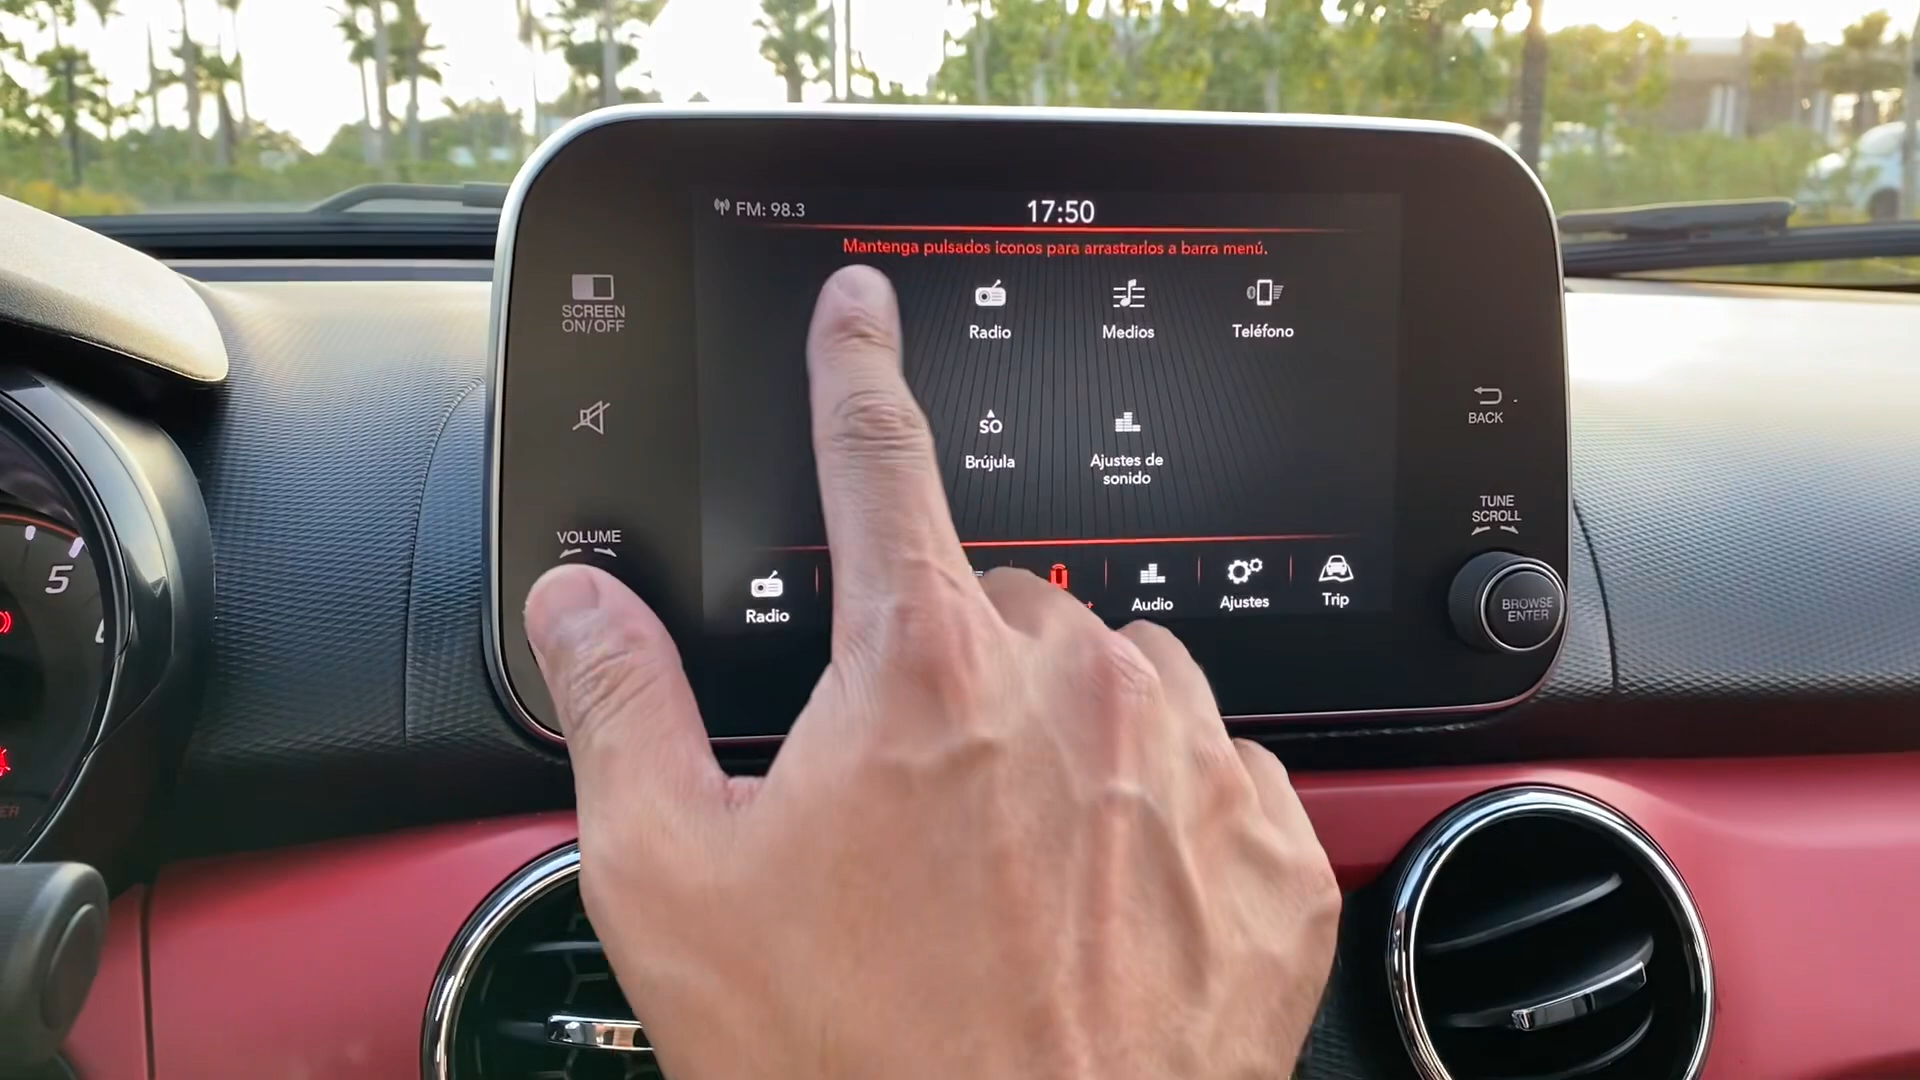 FM: 98.3
17:50
Mantenga pulsados iconos para arrastrarlos a barra menú.
SCREEN
ON/OFF
Radio
Medios
Teléfono
BACK
SO
Brújula
Ajustes de
sonido
VOLUME
TUNE
SCROLL
5
Radio
Audio
Ajustes
Trip
BROWSE
ENTER